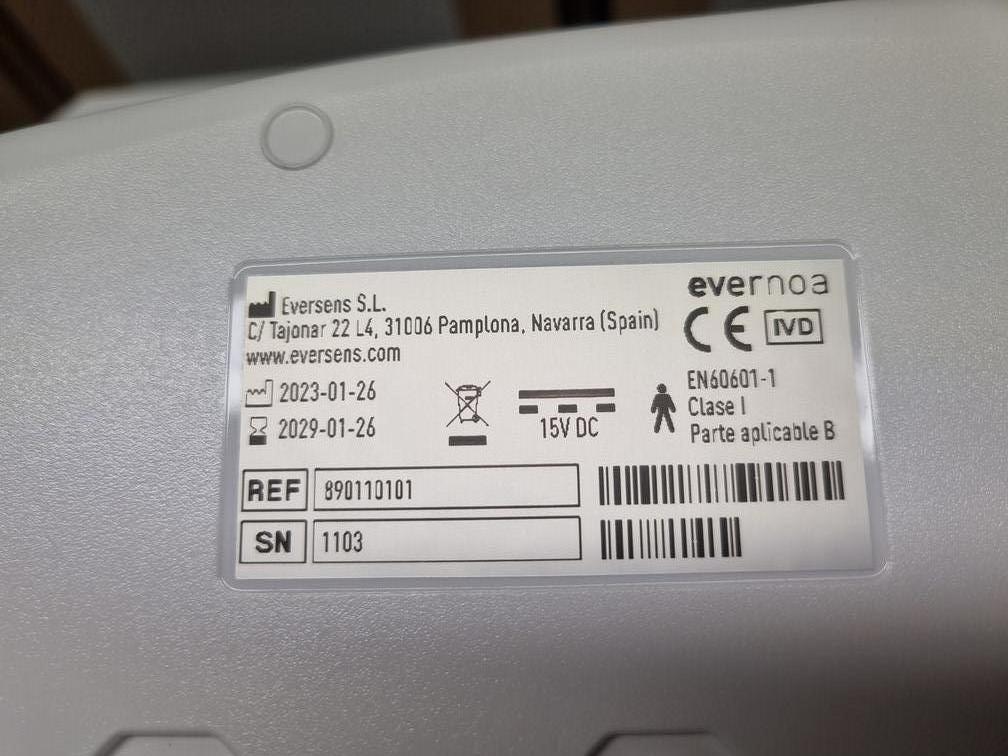 evernoa
Eversens S.L.
C/ Tajonar 22 L4, 31006 Pamplona, Navarra (Spain)
www.eversens.com
CE IVD
2023-01-26
2029-01-26
15V DC
EN60601-1
Clase I
Parte aplicable B
REF 890110101
SN 1103